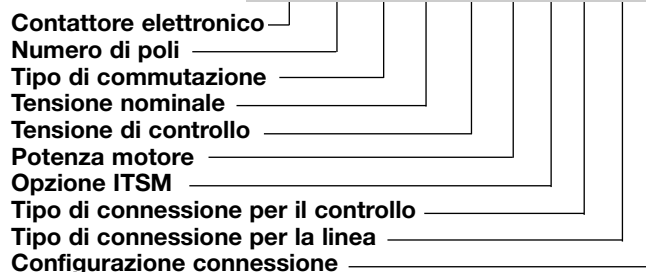 Contattore elettronico
Numero di poli
Tipo di commutazione
Tensione nominale
Tensione di controllo
Potenza motore
Opzione ITSM
Tipo di connessione per il controllo
Tipo di connessione per la linea
Configurazione connessione